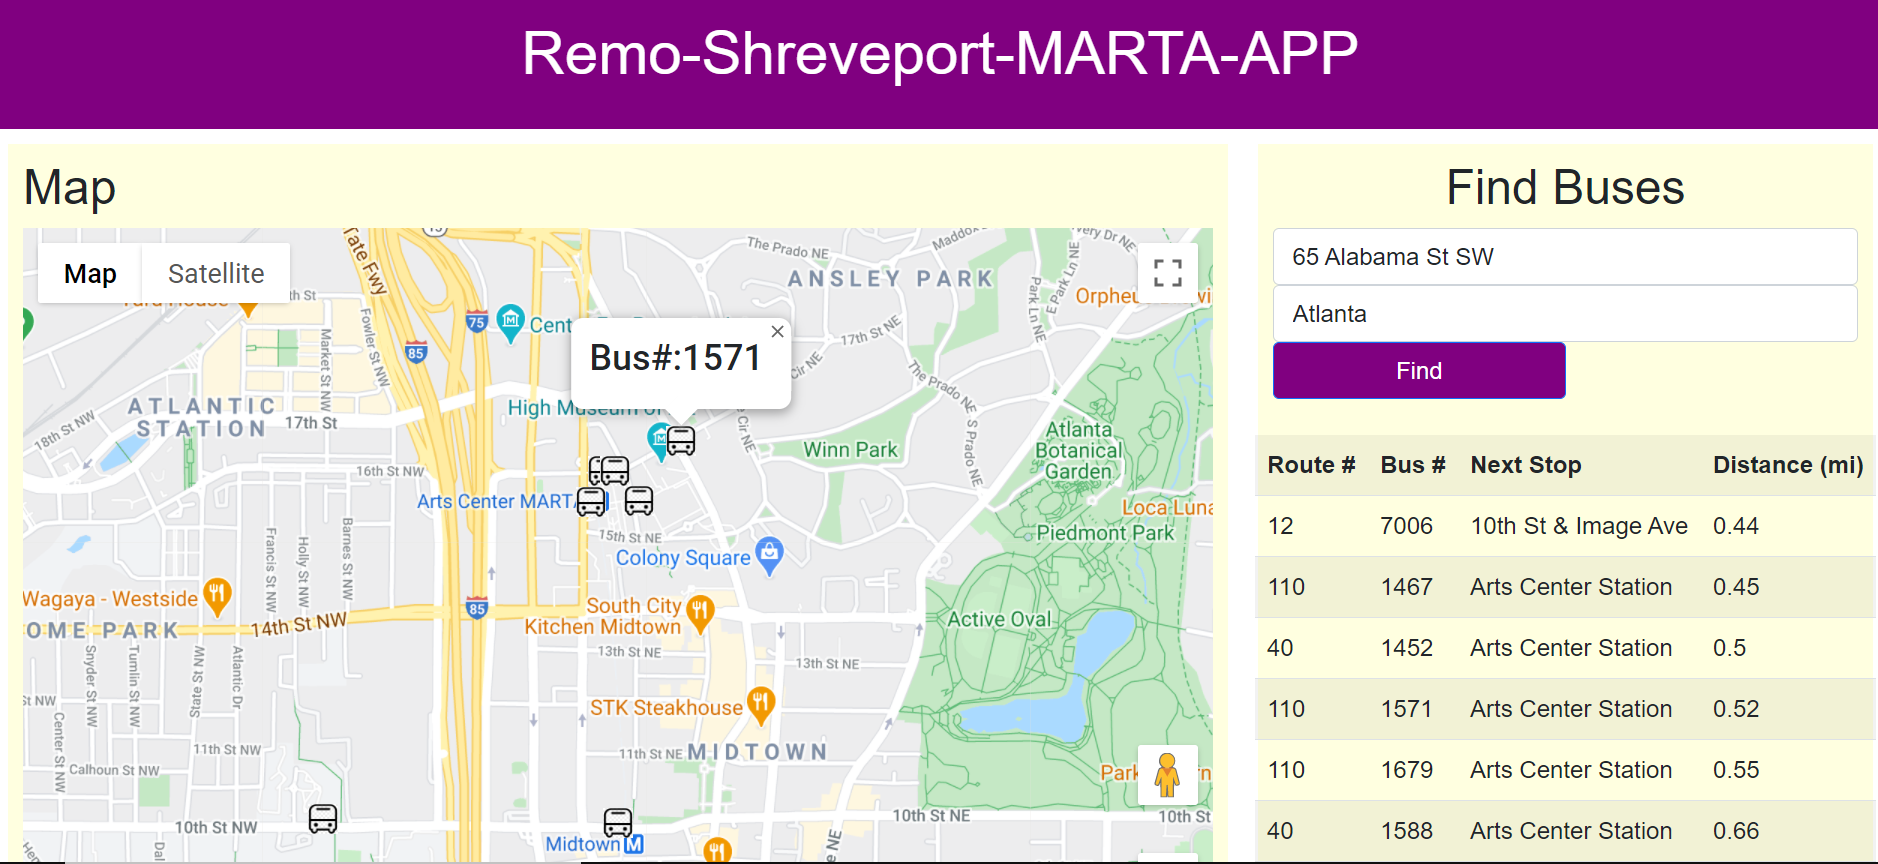 Remo-Shreveport-MARTA-APP
Map
Map
Satellite
Tate Fwy
The Prado NE
ANSLEY PARK
Park Ln NE
E Park Ln NE
75
85
Fowler St NW
Market St NW
Bus#:1571
17th St NE
Cir NE
The Prado NE
S Prado NE
ATLANTIC
STATION
17th St
18th St NW
16th St NW
High Museum of
Cir NE
Winn Park
Atlanta
Botanical
Garden
Arts Center MARTA
Loca Luna
15th St NE
Piedmont Park
Colony Square
Francis St NW
Holly St NW
Barnes St NW
Wagaya - Westside
85
South City
Kitchen Midtown
Active Oval
OME PARK
14th St NW
13th St NE
13th St NE
Snyder St NW
Tumlin St NW
State St NW
Atlantic Dr
St NW
Center St NW
STK Steakhouse
11th St NW
11th St NE
MIDTOWN
Calhoun St NW
Park
10th St NW
10th St NE
10th St
Midtown
M
Find Buses
65 Alabama St SW
Atlanta
Find
Route # Bus # Next Stop Distance (mi)
12 7006 10th St & Image Ave 0.44
110 1467 Arts Center Station 0.45
40 1452 Arts Center Station 0.5
110 1571 Arts Center Station 0.52
110 1679 Arts Center Station 0.55
40 1588 Arts Center Station 0.66